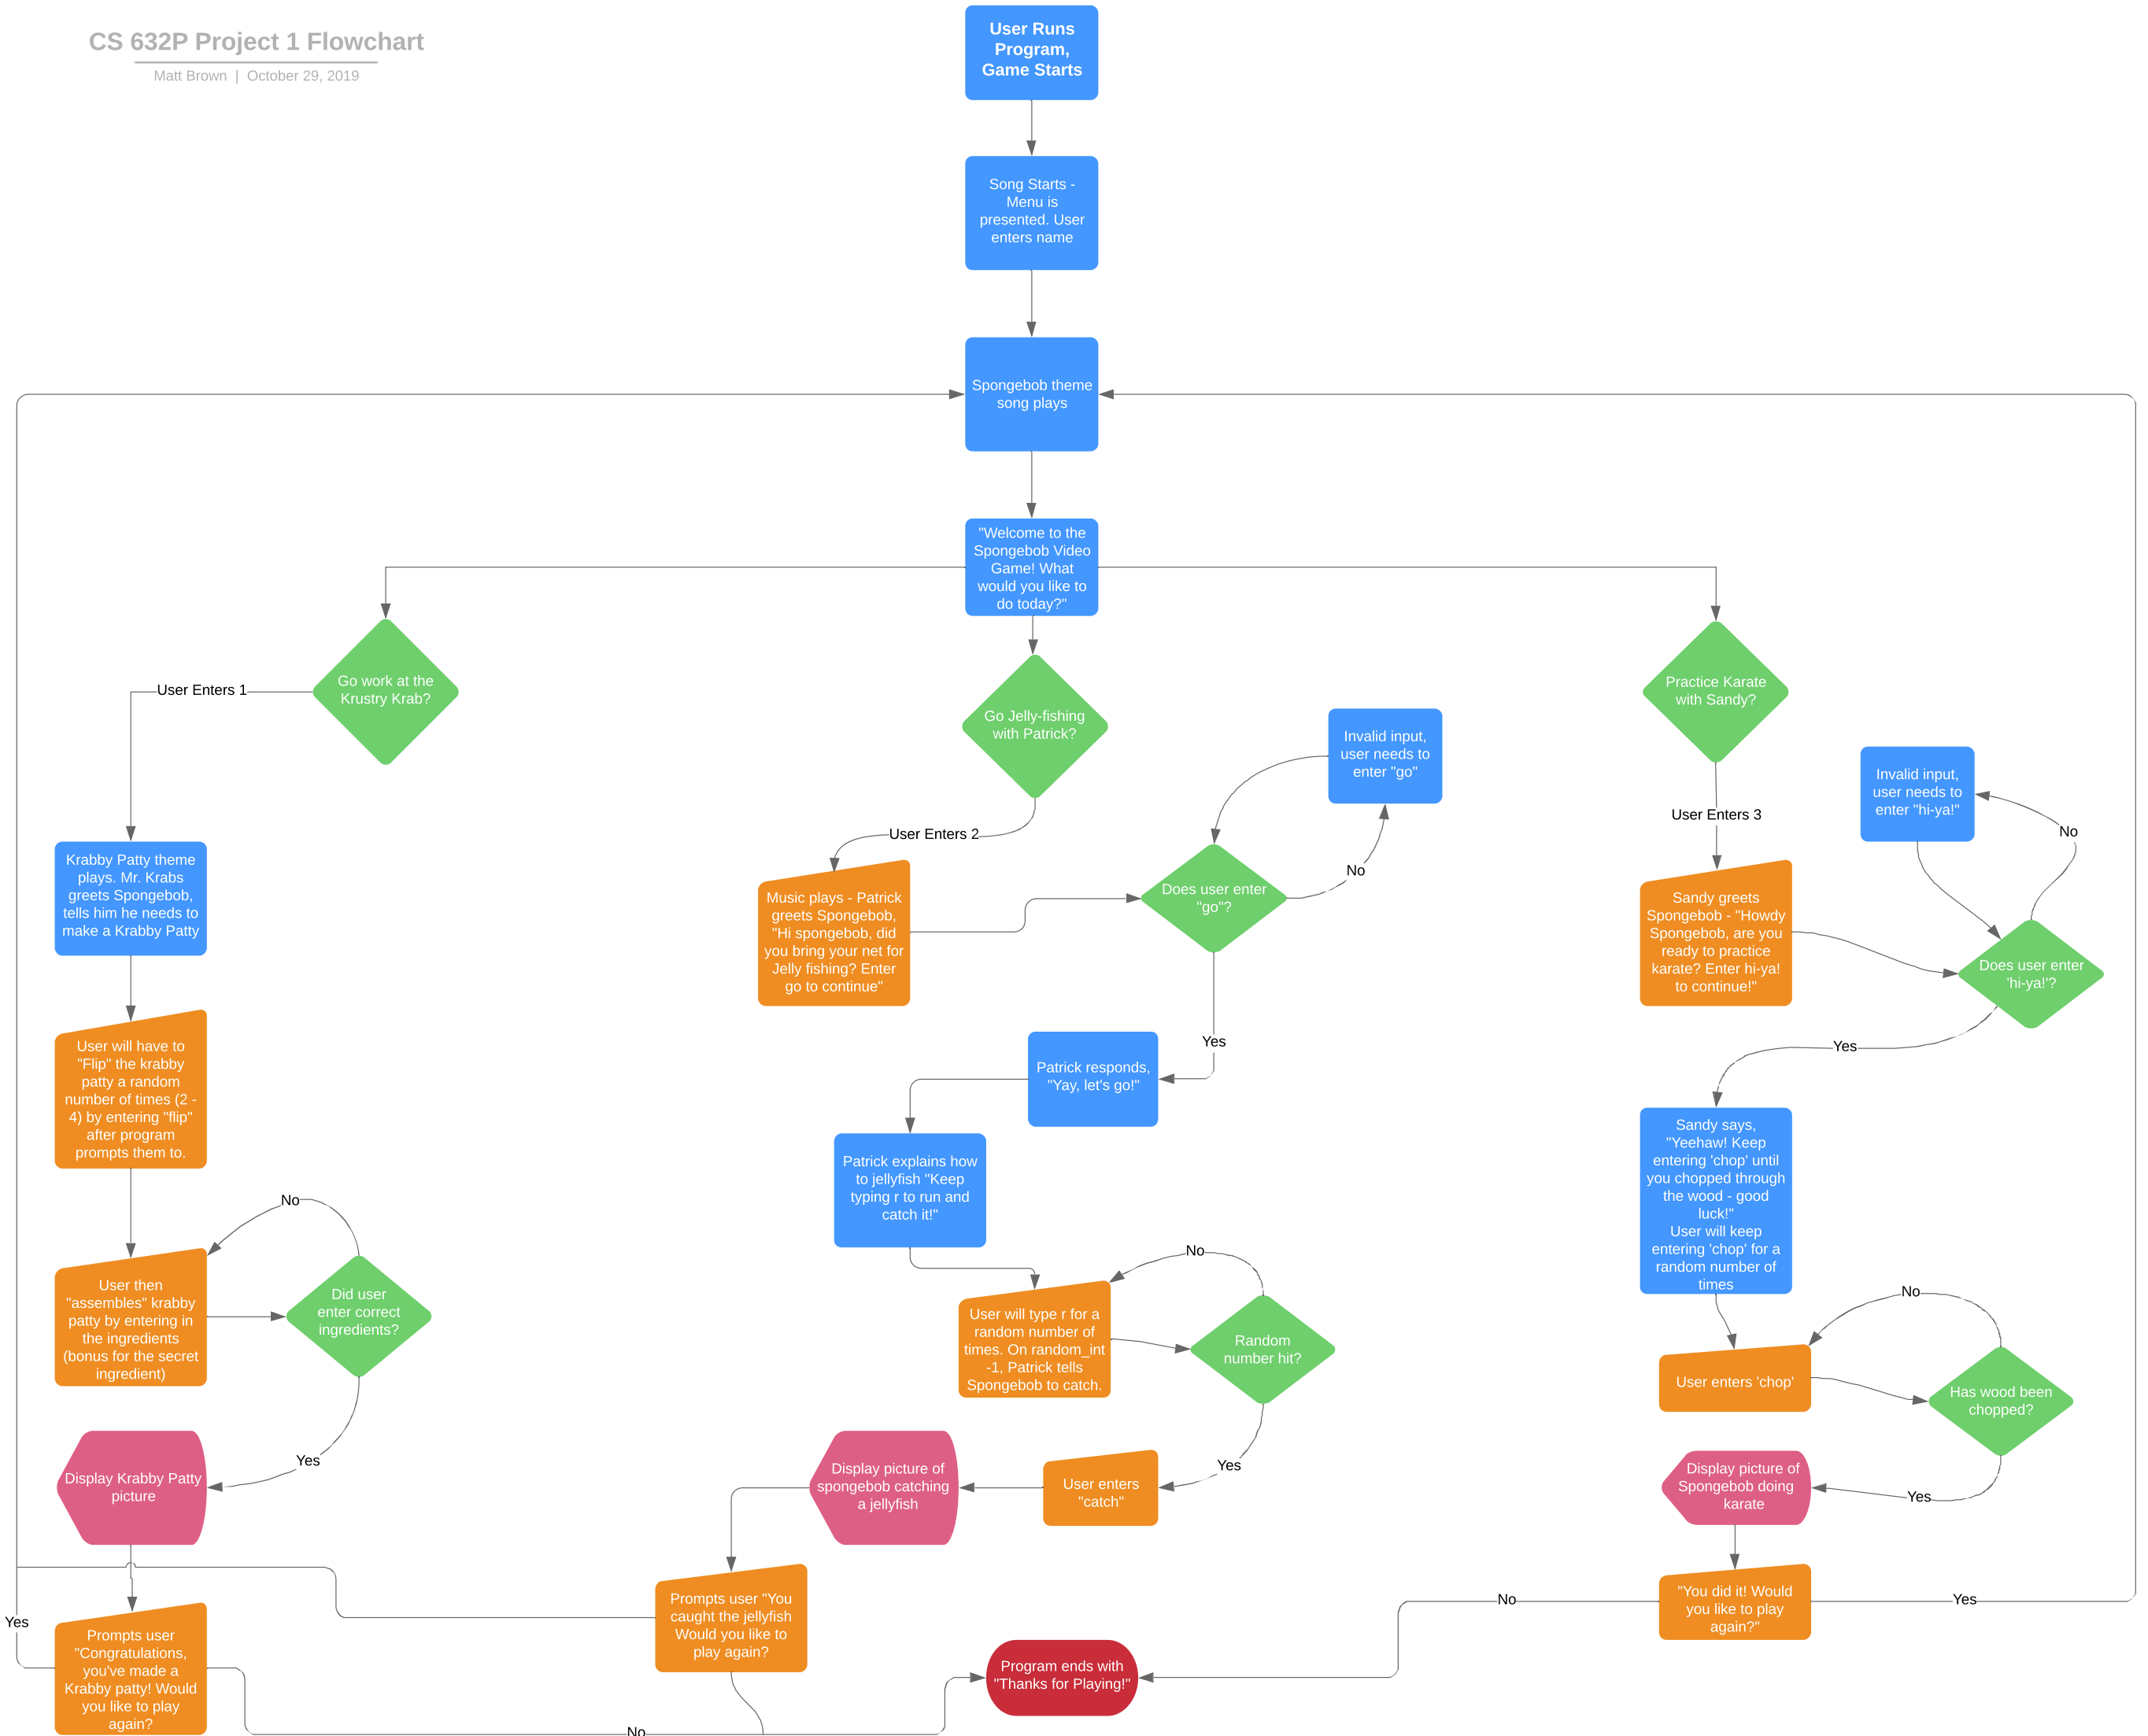 CS 632P Project 1 Flowchart
Matt Brown | October 29, 2019
User Runs
Program,
Game Starts
Song Starts -
Menu is
presented. User
enters name
Spongebob theme
song plays
"Welcome to the
Spongebob Video
Game! What
would you like to
do today?"
Go work at the
Krustry Krab?
User Enters 1
Krabby Patty theme
plays. Mr. Krabs
greets Spongebob,
tells him he needs to
make a Krabby Patty
User will have to
"Flip" the krabby
patty a random
number of times (2 -
4) by entering "flip"
after program
prompts them to.
User then
"assembles" krabby
patty by entering in
the ingredients
(bonus for the secret
ingredient)
No
Did user
enter correct
ingredients?
Yes
Display Krabby Patty
picture
Yes
Prompts user
"Congratulations,
you've made a
Krabby patty! Would
you like to play
again?
No
Go Jelly-fishing
with Patrick?
User Enters 2
Music plays - Patrick
greets Spongebob,
"Hi spongebob, did
you bring your net for
Jelly fishing? Enter
go to continue"
Does user enter
"go"?
No
Invalid input,
user needs to
enter "go"
Yes
Patrick responds,
"Yay, let's go!"
Patrick explains how
to jellyfish "Keep
typing r to run and
catch it!"
User will type r for a
random number of
times. On random_int
-1, Patrick tells
Spongebob to catch.
No
Random
number hit?
Yes
User enters
"catch"
Display picture of
spongebob catching
a jellyfish
Prompts user "You
caught the jellyfish
Would you like to
play again?
Program ends with
"Thanks for Playing!"
Practice Karate
with Sandy?
User Enters 3
Sandy greets
Spongebob - "Howdy
Spongebob, are you
ready to practice
karate? Enter hi-ya!
to continue!"
Invalid input,
user needs to
enter "hi-ya!"
No
Does user enter
'hi-ya!'?
Yes
Sandy says,
"Yeehaw! Keep
entering 'chop' until
you chopped through
the wood - good
luck!"
User will keep
entering 'chop' for a
random number of
times
No
User enters 'chop'
Has wood been
chopped?
Yes
Display picture of
Spongebob doing
karate
"You did it! Would
you like to play
again?"
No
Yes